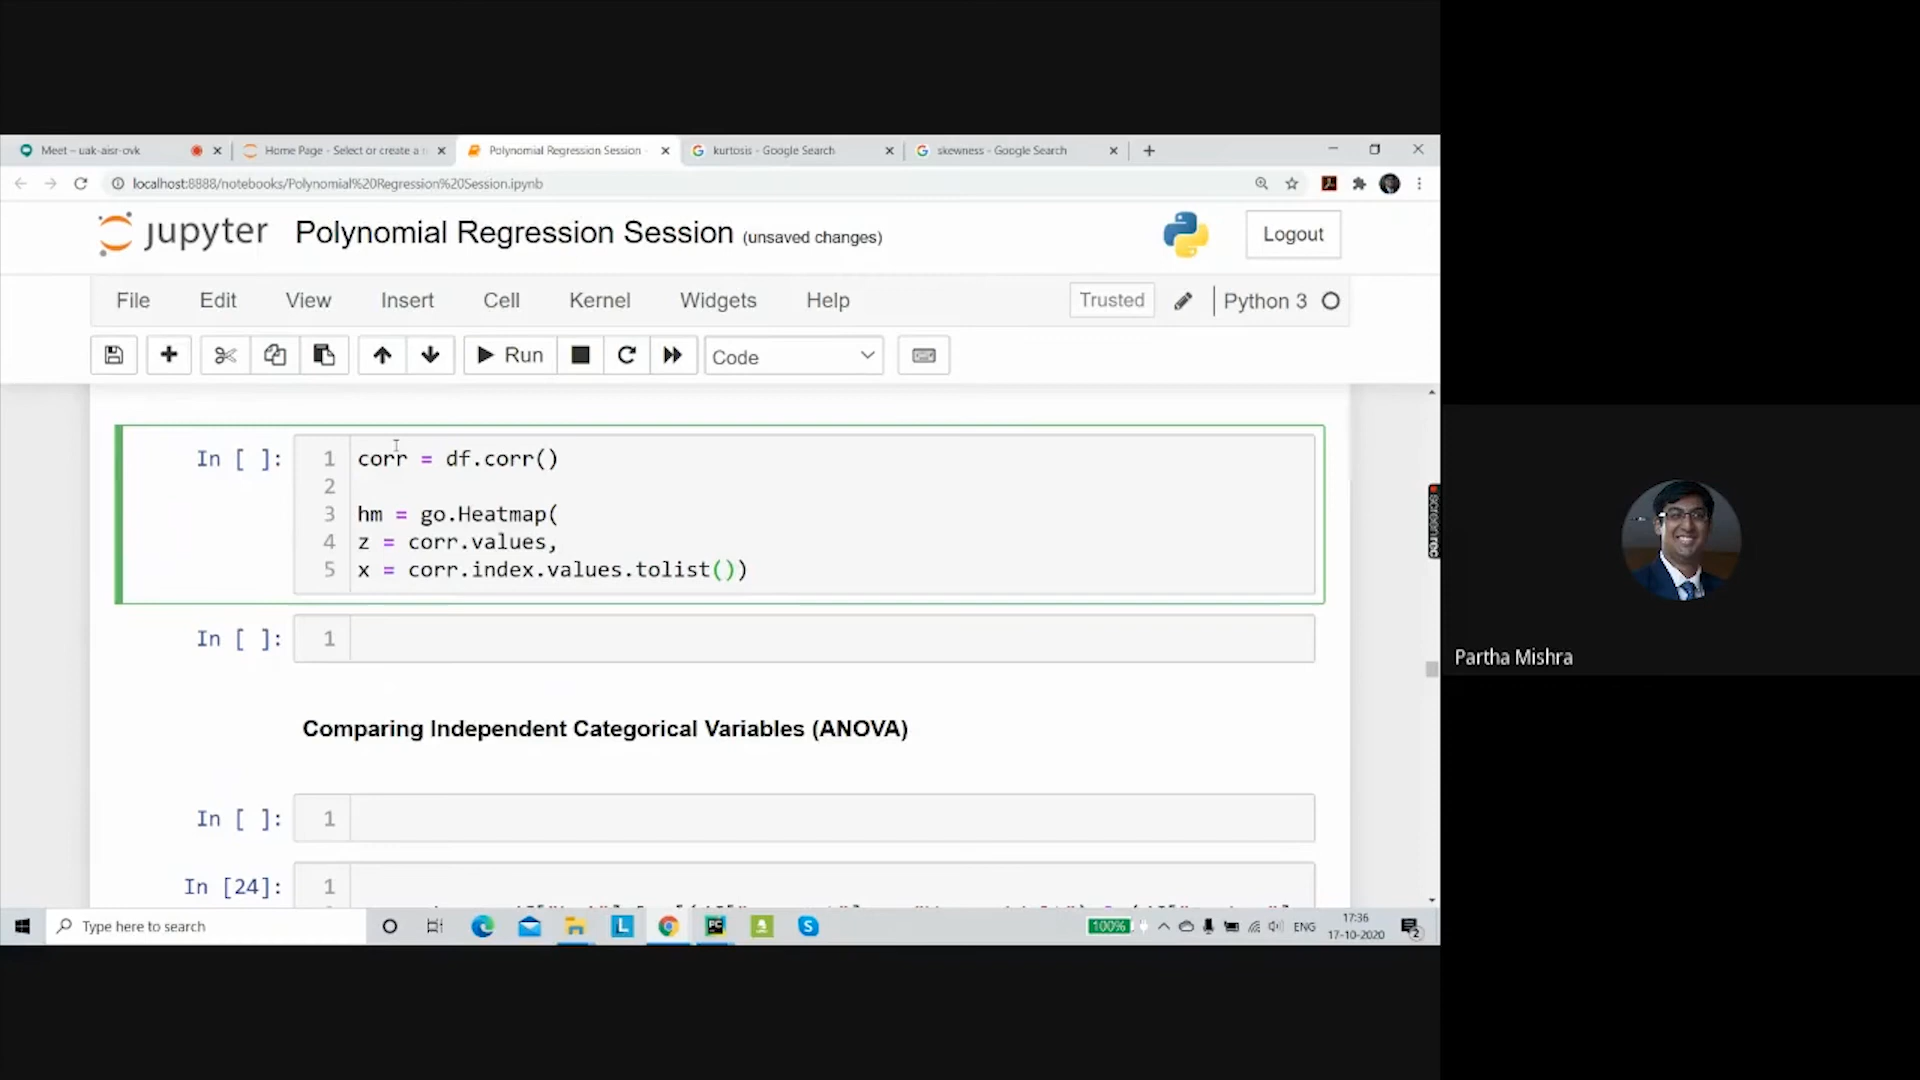 Meet – uak-aisr-ovk
Home Page - Select or create a
Polynomial Regression Session -
kurtosis - Google Search
skewness - Google Search
localhost:8888/notebooks/Polynomial%20Regression%20Session.ipynb
jupyter
Polynomial Regression Session (unsaved changes)
Logout
File Edit View Insert Cell Kernel Widgets Help
Trusted
Python 3
Run
Code
In [ ]:
1 corr = df.corr()
2
3 hm = go.Heatmap(
4 z = corr.values,
5 x = corr.index.values.tolist())
screenrec
In [ ]: 1
Comparing Independent Categorical Variables (ANOVA)
In [ ]: 1
In [24]: 1
Partha Mishra
Type here to search
100%
ENG
17:36
17-10-2020
2